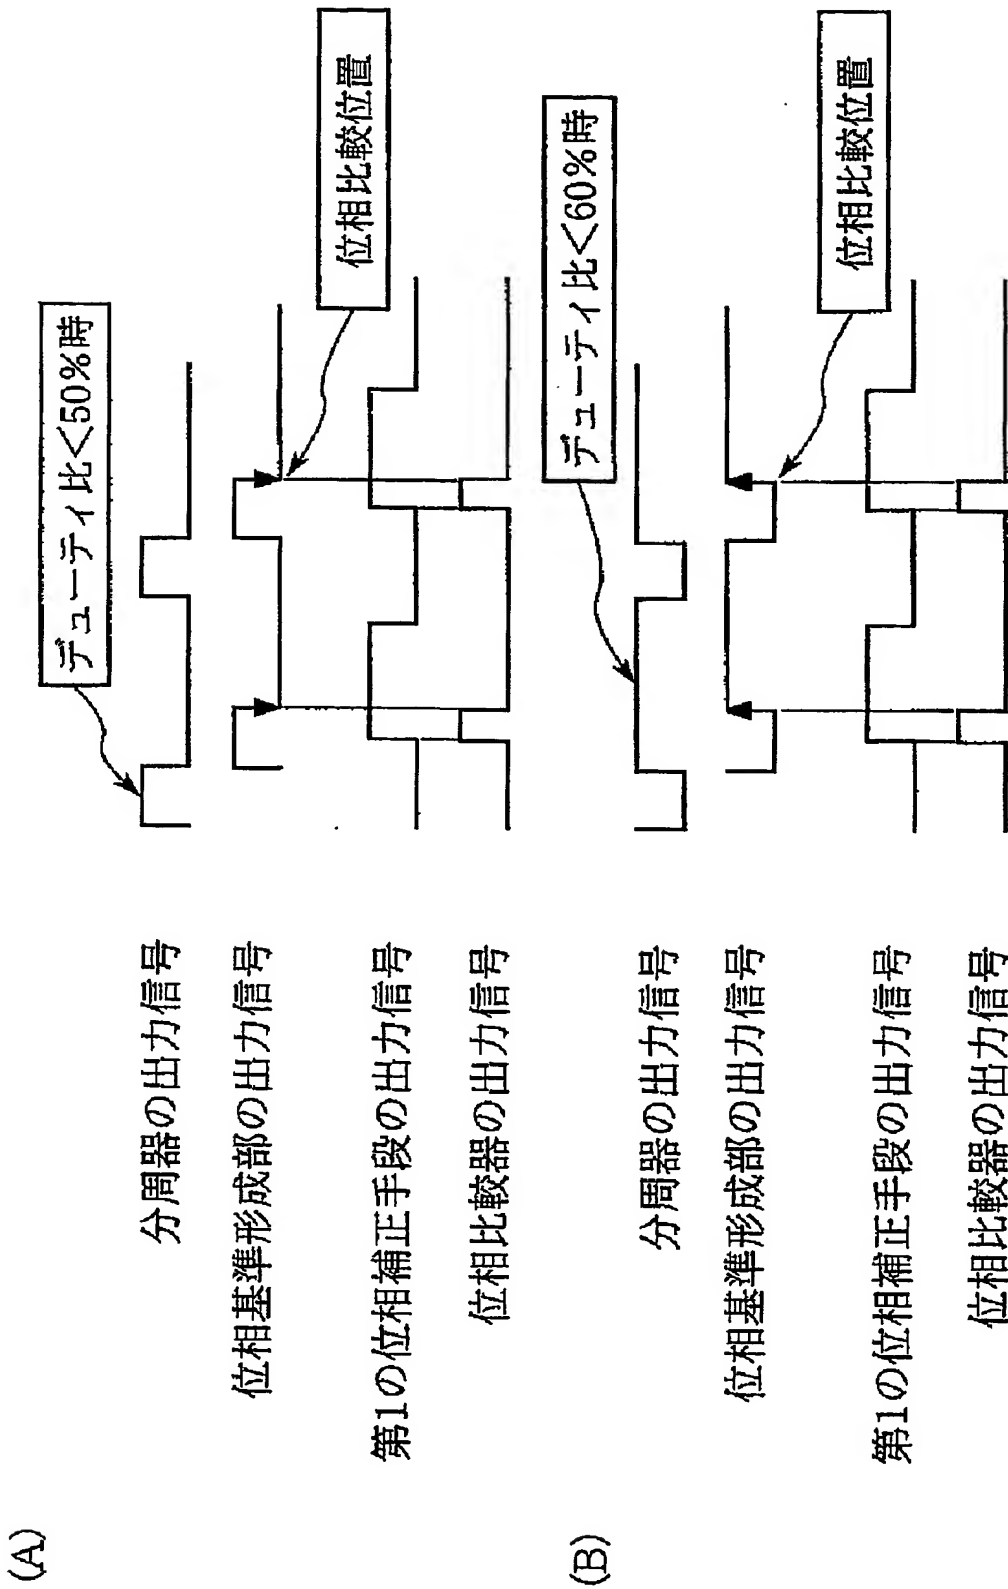 (A)
デューティ比<50%時
分周器の出力信号
位相基準形成部の出力信号
位相比較位置
第1の位相補正手段の出力信号
位相比較器の出力信号
(B)
デューティ比<60%時
分周器の出力信号
位相基準形成部の出力信号
位相比較位置
第1の位相補正手段の出力信号
位相比較器の出力信号